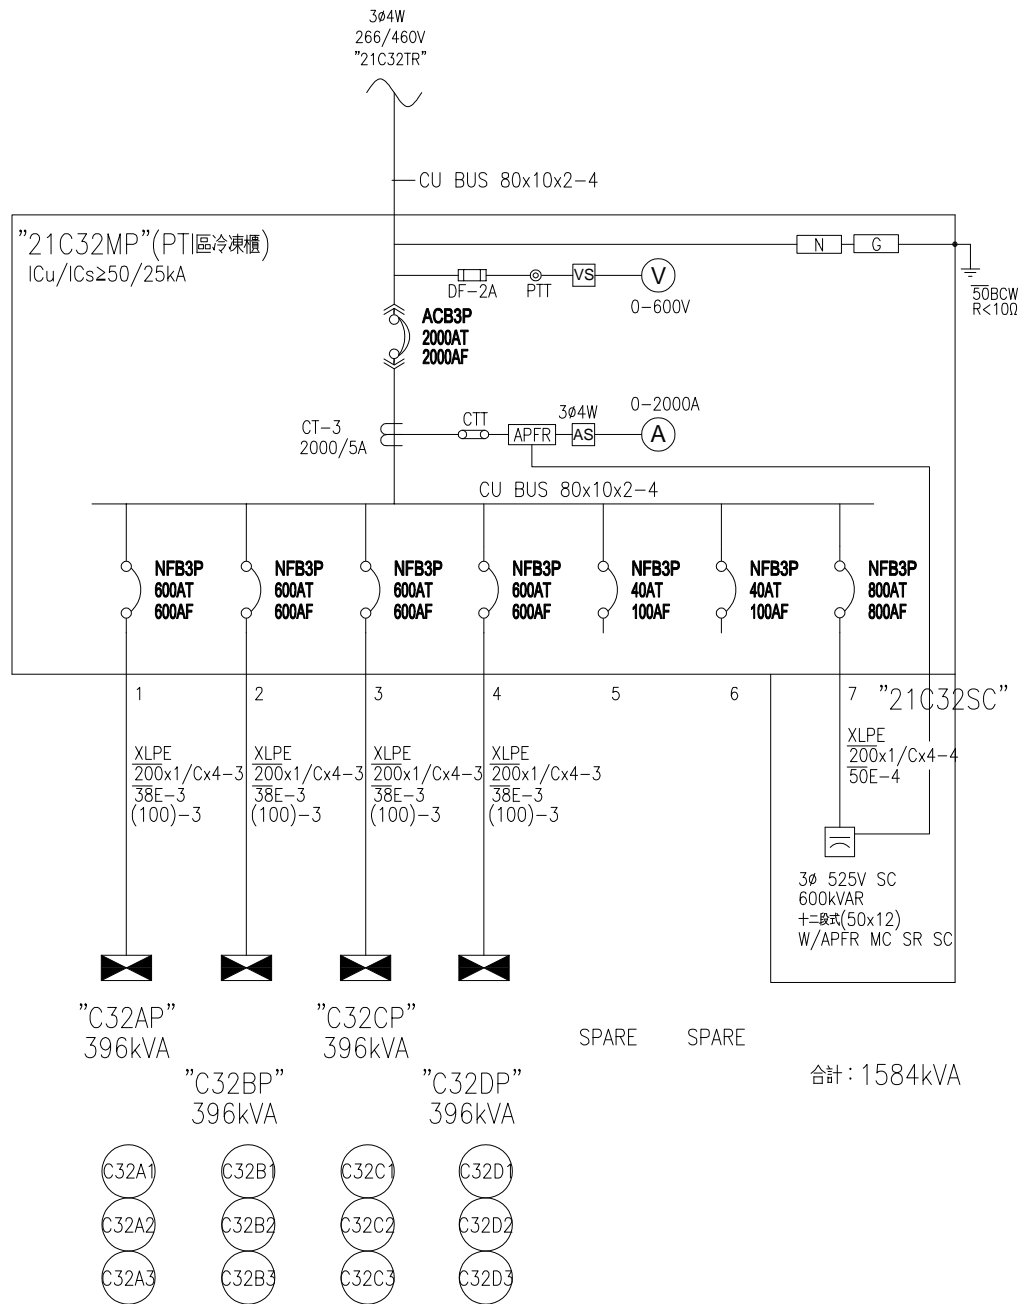 3ø4W
266/460V
"21C32TR"
CU BUS 80x10x2-4
"21C32MP"(PTI區冷凍櫃)
ICu/ICs≥50/25kA
N
G
DF-2A
PTT
VS
V
0-600V
50BCW
R<10Ω
ACB3P
2000AT
2000AF
CT-3
2000/5A
CTT
APFR
3ø4W
AS
0-2000A
A
CU BUS 80x10x2-4
NFB3P
600AT
600AF
NFB3P
600AT
600AF
NFB3P
600AT
600AF
NFB3P
600AT
600AF
NFB3P
40AT
100AF
NFB3P
40AT
100AF
NFB3P
800AT
800AF
1
2
3
4
5
6
7
"21C32SC"
XLPE
200x1/Cx4-3
38E-3
(100)-3
XLPE
200x1/Cx4-3
38E-3
(100)-3
XLPE
200x1/Cx4-3
38E-3
(100)-3
XLPE
200x1/Cx4-3
38E-3
(100)-3
XLPE
200x1/Cx4-4
50E-4
3ø 525V SC
600kVAR
十二段式(50x12)
W/APFR MC SR SC
"C32AP"
396kVA
"C32BP"
396kVA
"C32CP"
396kVA
"C32DP"
396kVA
SPARE
SPARE
合計：1584kVA
C32A1
C32B1
C32C1
C32D1
C32A2
C32B2
C32C2
C32D2
C32A3
C32B3
C32C3
C32D3